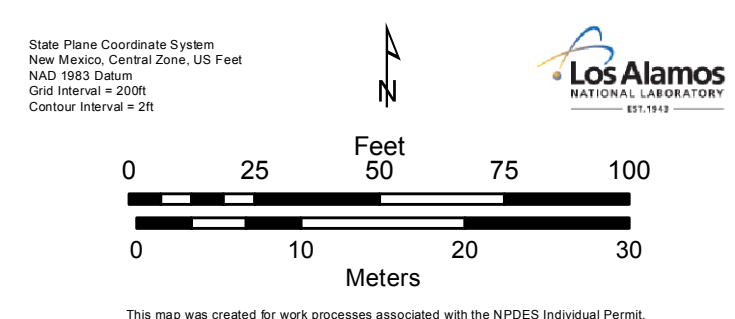 State Plane Coordinate System
New Mexico, Central Zone, US Feet
NAD 1983 Datum
Grid Interval = 200ft
Contour Interval = 2ft
N
Los Alamos
NATIONAL LABORATORY
EST.1943
Feet
0 25 50 75 100
0 10 20 30
Meters
This map was created for work processes associated with the NPDES Individual Permit.